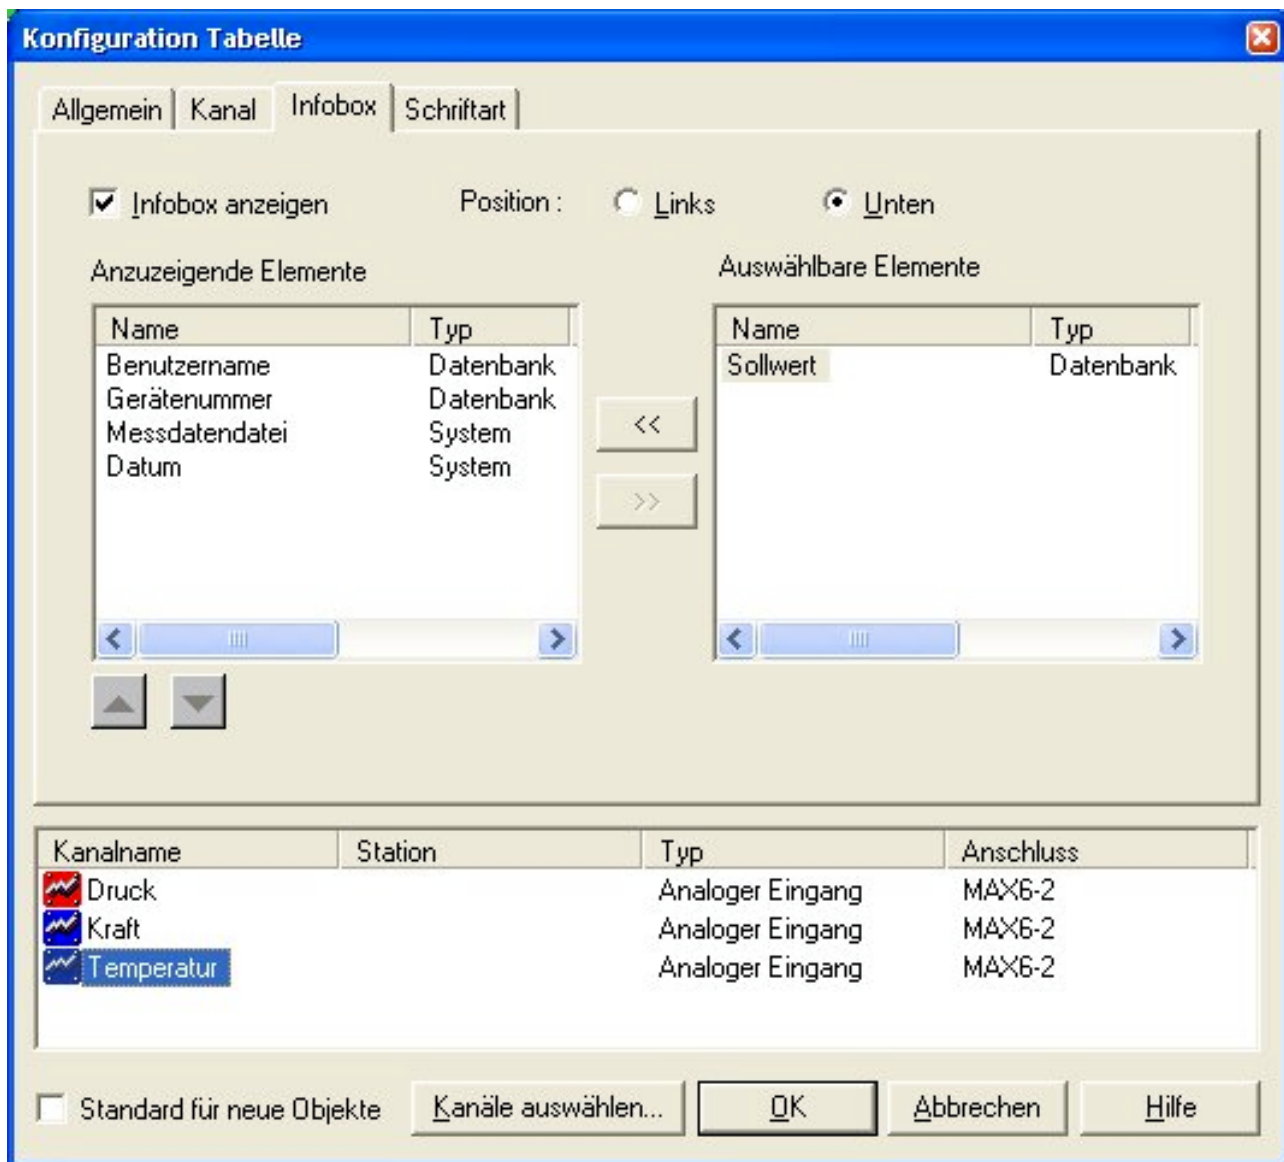 Konfiguration Tabelle
Allgemein Kanal Infobox Schriftart
Infobox anzeigen Position : Links Unten
Anzuzeigende Elemente Auswählbare Elemente
Name Typ Name Typ
Benutzername Datenbank Sollwert Datenbank
Gerätenummer Datenbank
<<
Messdatendatei System
Datum System
>>
Kanalname Station Typ Anschluss
Druck Analoger Eingang MAX6-2
Kraft Analoger Eingang MAX6-2
Temperatur Analoger Eingang MAX6-2
Standard für neue Objekte Kanäle auswählen... OK Abbrechen Hilfe